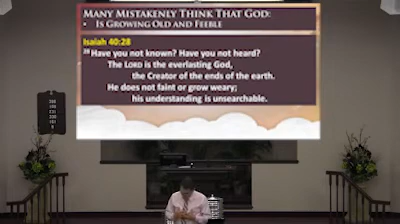 MANY MISTAKENLY THINK THAT GOD:
• IS GROWING OLD AND FEEBLE
Isaiah 40:28
28 Have you not known? Have you not heard?
The LORD is the everlasting God,
the Creator of the ends of the earth.
He does not faint or grow weary;
his understanding is unsearchable.